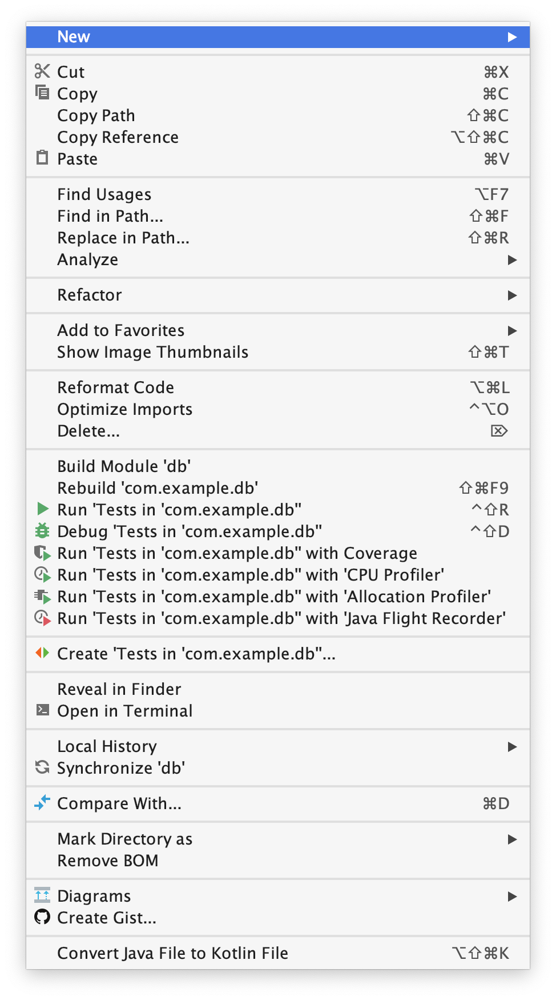 New ▶
Cut ⌘X
Copy ⌘C
Copy Path ⇧⌘C
Copy Reference ⌥⇧⌘C
Paste ⌘V
Find Usages ⌥F7
Find in Path... ⇧⌘F
Replace in Path... ⇧⌘R
Analyze ▶
Refactor ▶
Add to Favorites ▶
Show Image Thumbnails ⇧⌘T
Reformat Code ⌥⌘L
Optimize Imports ^⌥O
Delete... ⌦
Build Module 'db'
Rebuild 'com.example.db' ⇧⌘F9
Run 'Tests in 'com.example.db'' ^⇧R
Debug 'Tests in 'com.example.db'' ^⇧D
Run 'Tests in 'com.example.db'' with Coverage
Run 'Tests in 'com.example.db'' with 'CPU Profiler'
Run 'Tests in 'com.example.db'' with 'Allocation Profiler'
Run 'Tests in 'com.example.db'' with 'Java Flight Recorder'
Create 'Tests in 'com.example.db''...
Reveal in Finder
Open in Terminal
Local History ▶
Synchronize 'db'
Compare With... ⌘D
Mark Directory as ▶
Remove BOM
Diagrams ▶
Create Gist...
Convert Java File to Kotlin File ⌥⇧⌘K